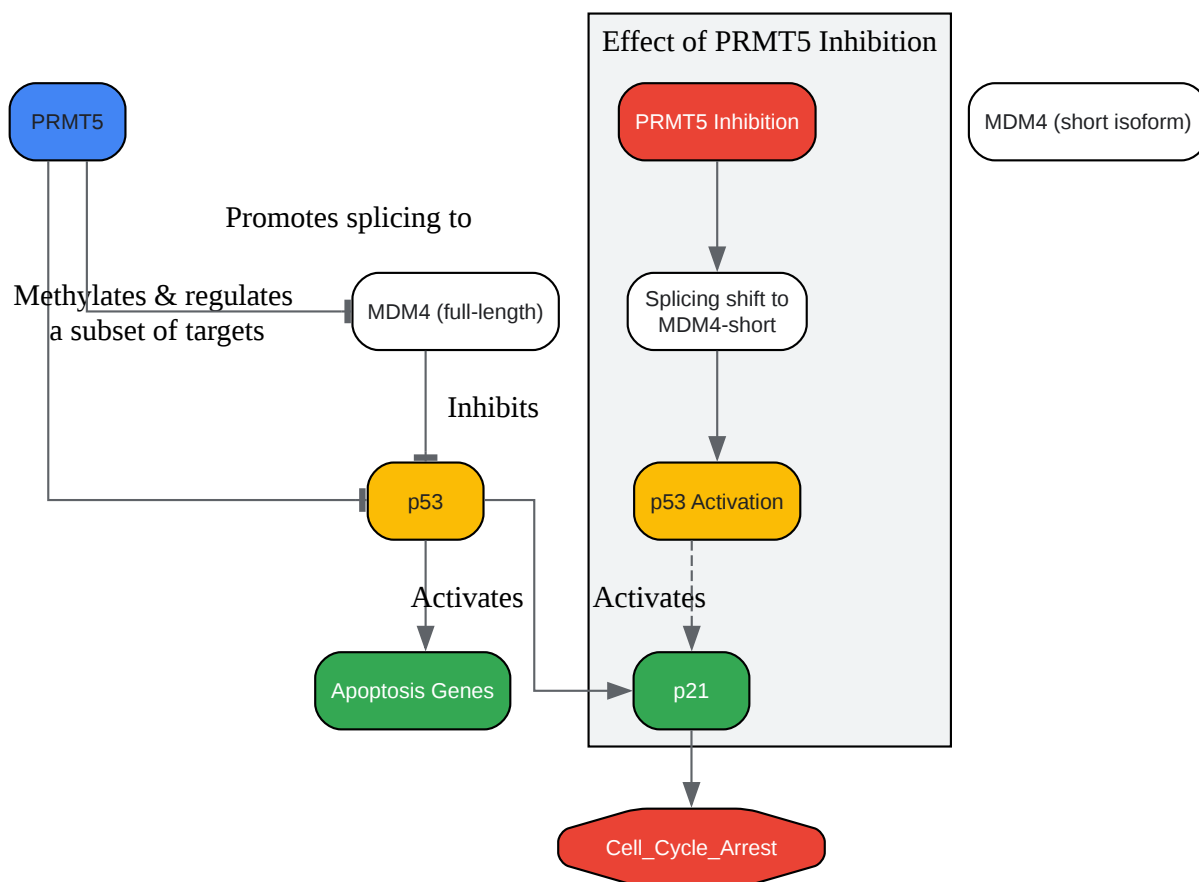 Effect of PRMT5 Inhibition
PRMT5
PRMT5 Inhibition
MDM4 (short isoform)
Promotes splicing to
Methylates & regulates
a subset of targets
MDM4 (full-length)
Splicing shift to
MDM4-short
Inhibits
p53
p53 Activation
Activates
Activates
Apoptosis Genes
p21
Cell_Cycle_Arrest